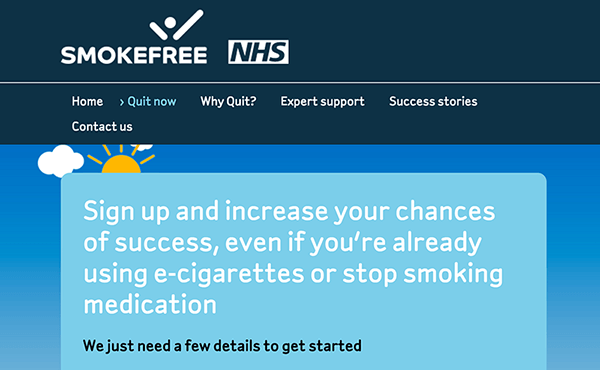 SMOKEFREE NHS
Home › Quit now Why Quit? Expert support Success stories
Contact us
Sign up and increase your chances
of success, even if you're already
using e-cigarettes or stop smoking
medication
We just need a few details to get started